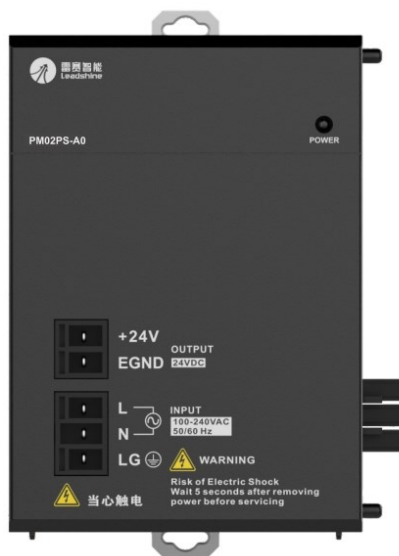 雷赛智能
Leadshine
PM02PS-A0
POWER
+24V
EGND
OUTPUT
24VDC
L
N
LG
INPUT
100-240VAC
50/60 Hz
WARNING
Risk of Electric Shock
Wait 5 seconds after removing
power before servicing
当心触电